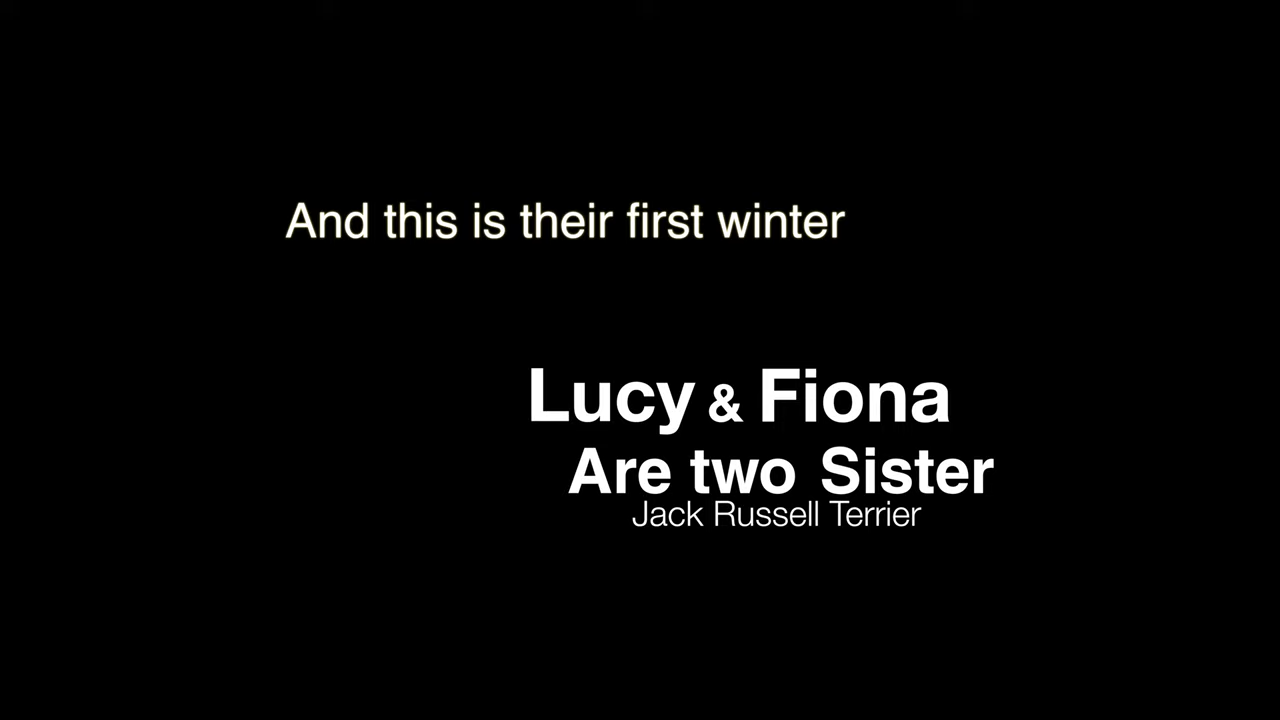 And this is their first winter
Lucy & Fiona
Are two Sister
Jack Russell Terrier